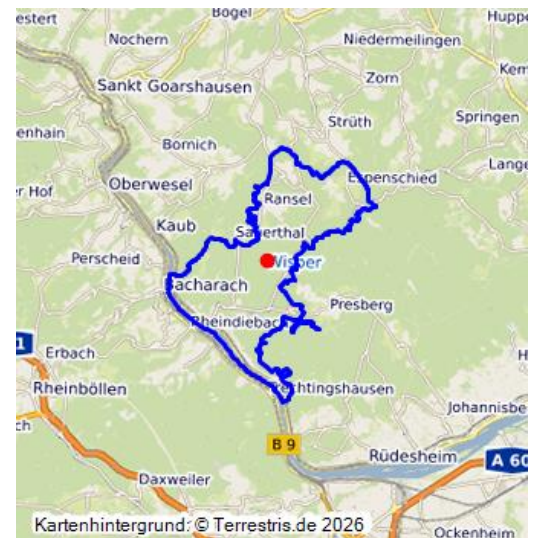 estert
Bogel
Huppe
Nochern
Niedermeilingen
Zorn
Kem
Sankt Goarshausen
Strüth
Springen
enhain
Bornich
Lange
Espenschied
r Hof
Oberwesel
Ransel
Kaub
Sauerthal
Perscheid
Wisper
Bacharach
Presberg
Rheindiebach
1
Erbach
Rheinböllen
Trechtingshausen
Johannisbe
ch
B 9
Rüdesheim
A 60
Daxweiler
Kartenhintergrund: © Terrestris.de 2026
Ockenheim